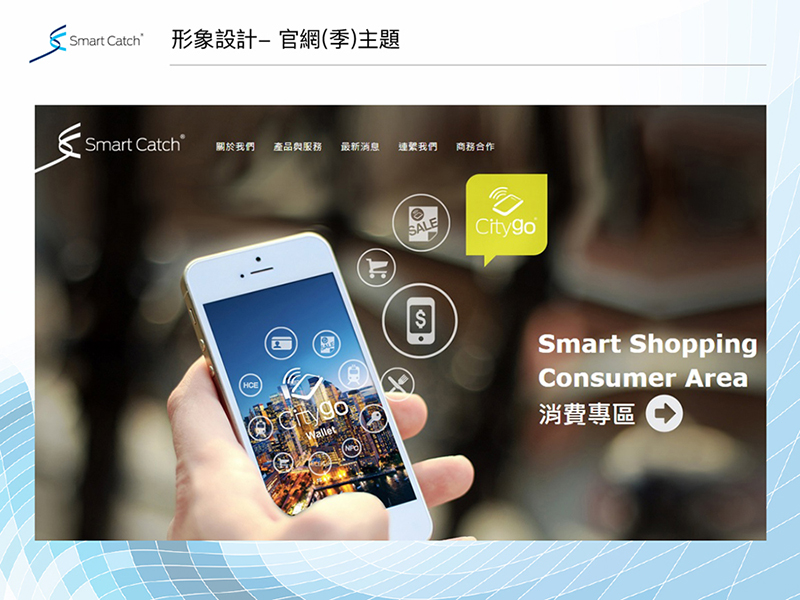 Smart Catch®
形象設計– 官網(季)主題
Smart Catch®
關於我們 產品與服務 最新消息 連繫我們 商務合作
SALE
Citygo®
$
HCE
Citygo
Wallet
NFC
Smart Shopping
Consumer Area
消費專區